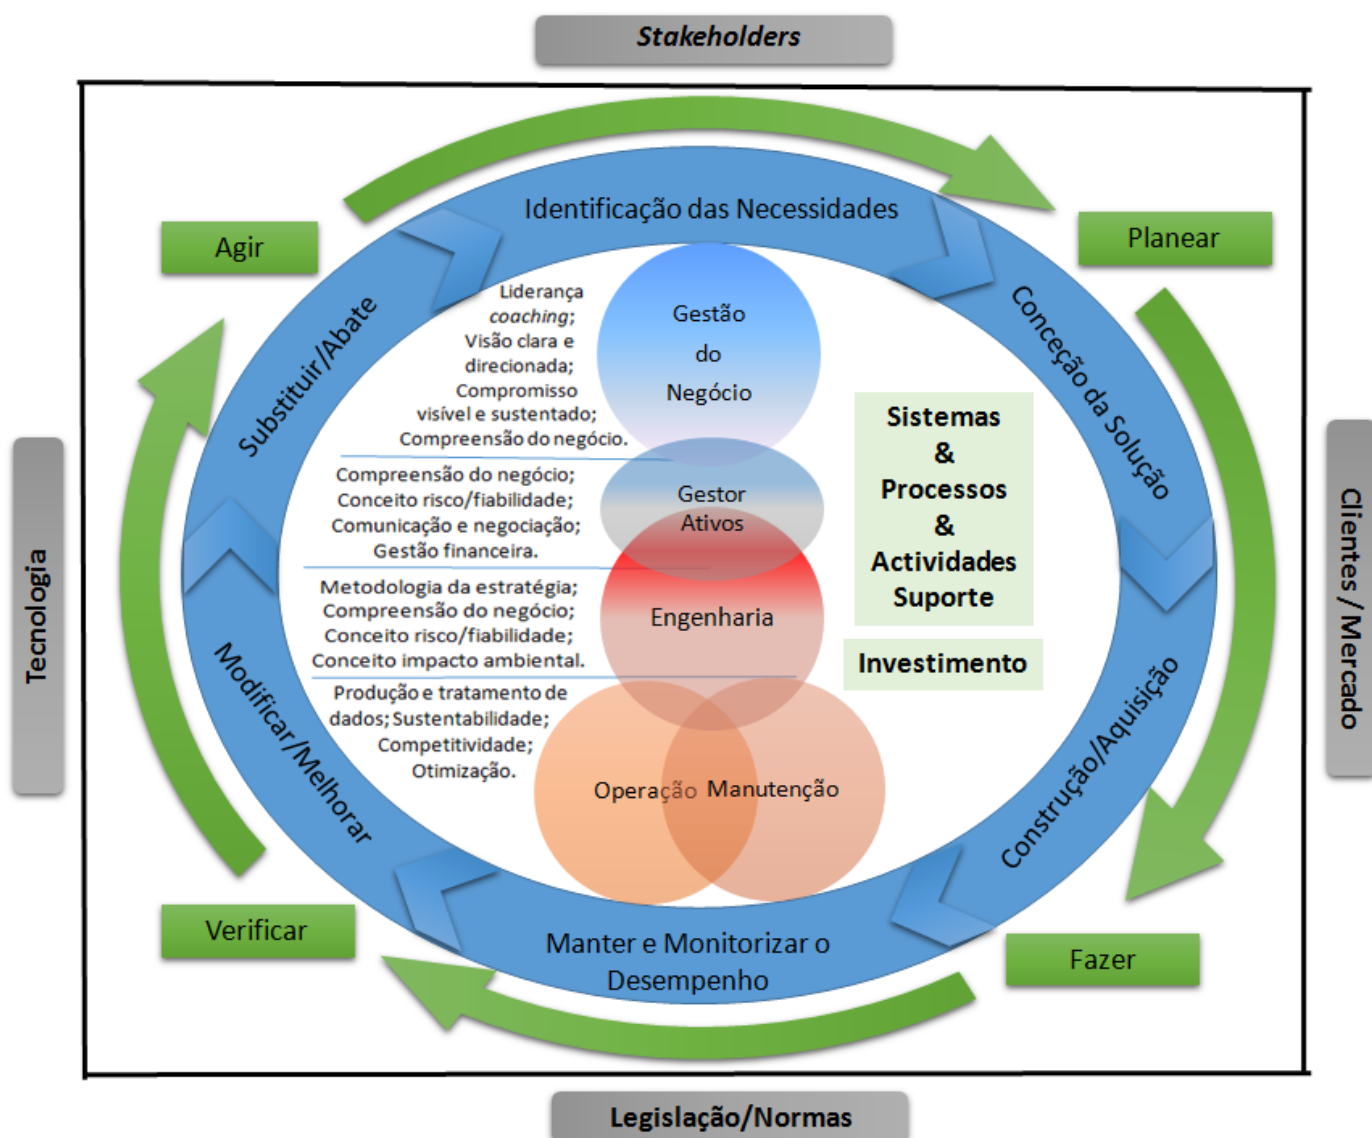 Stakeholders
Identificação das Necessidades
Agir
Planear
Liderança
coaching;
Visão clara e
direcionada;
Compromisso
visível e sustentado;
Compreensão do negócio.
Gestão
do
Negócio
Substituir/Abate
Conceção da Solução
Sistemas
&
Processos
&
Actividades
Suporte
Compreensão do negócio;
Conceito risco/fiabilidade;
Comunicação e negociação;
Gestão financeira.
Gestor
Ativos
Tecnologia
Clientes / Mercado
Metodologia da estratégia;
Compreensão do negócio;
Conceito risco/fiabilidade;
Conceito impacto ambiental.
Engenharia
Investimento
Produção e tratamento de
dados; Sustentabilidade;
Competitividade;
Otimização.
Operação
Manutenção
Modificar/Melhorar
Construção/Aquisição
Verificar
Manter e Monitorizar o
Desempenho
Fazer
Legislação/Normas